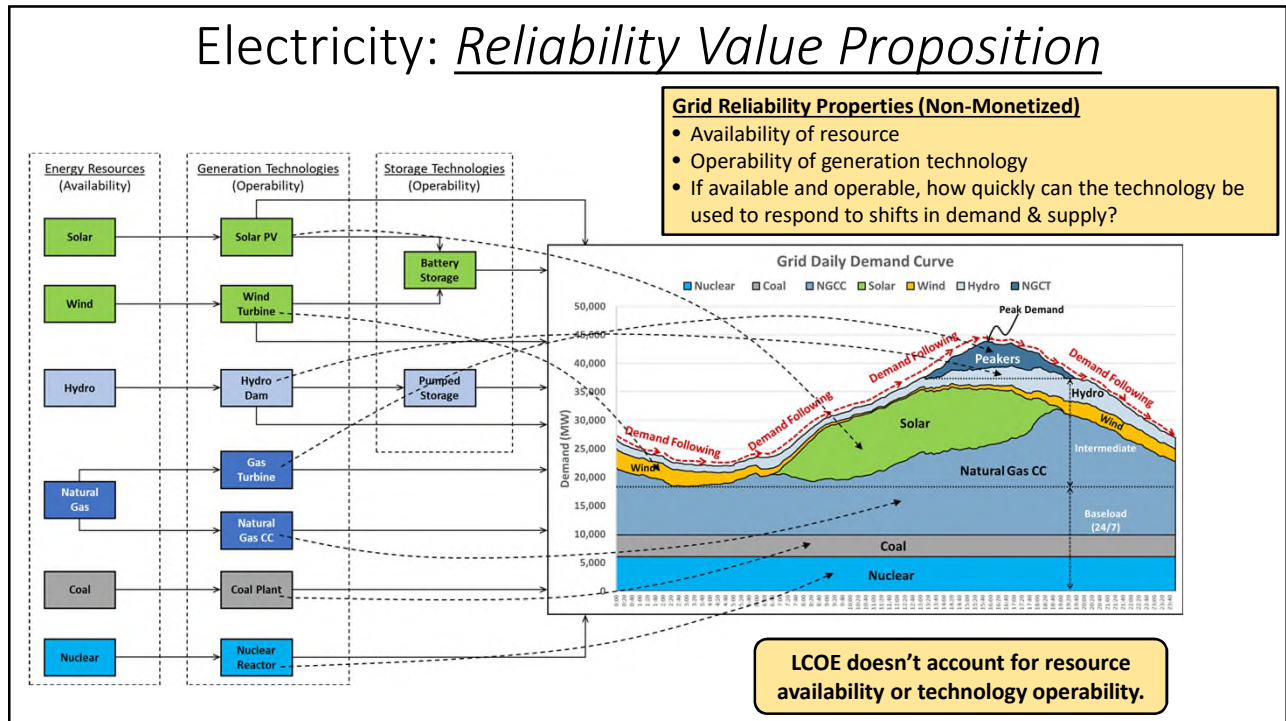 Electricity: Reliability Value Proposition
Grid Reliability Properties (Non-Monetized)
• Availability of resource
• Operability of generation technology
• If available and operable, how quickly can the technology be
used to respond to shifts in demand & supply?
Energy Resources
(Availability)
Generation Technologies
(Operability)
Storage Technologies
(Operability)
Solar
Solar PV
Battery
Storage
Wind
Wind
Turbine
Hydro
Hydro
Dam
Pumped
Storage
Natural
Gas
Gas
Turbine
Natural
Gas CC
Coal
Coal Plant
Nuclear
Nuclear
Reactor
Grid Daily Demand Curve
Nuclear Coal NGCC Solar Wind Hydro NGCT
Demand (MW)
50,000
45,000
40,000
35,000
30,000
25,000
20,000
15,000
10,000
5,000
0
Peak Demand
Peakers
Demand Following
Demand Following
Demand Following
Demand Following
Demand Following
Hydro
Wind
Solar
Wind
Intermediate
Natural Gas CC
Baseload
(24/7)
Coal
Nuclear
LCOE doesn't account for resource
availability or technology operability.